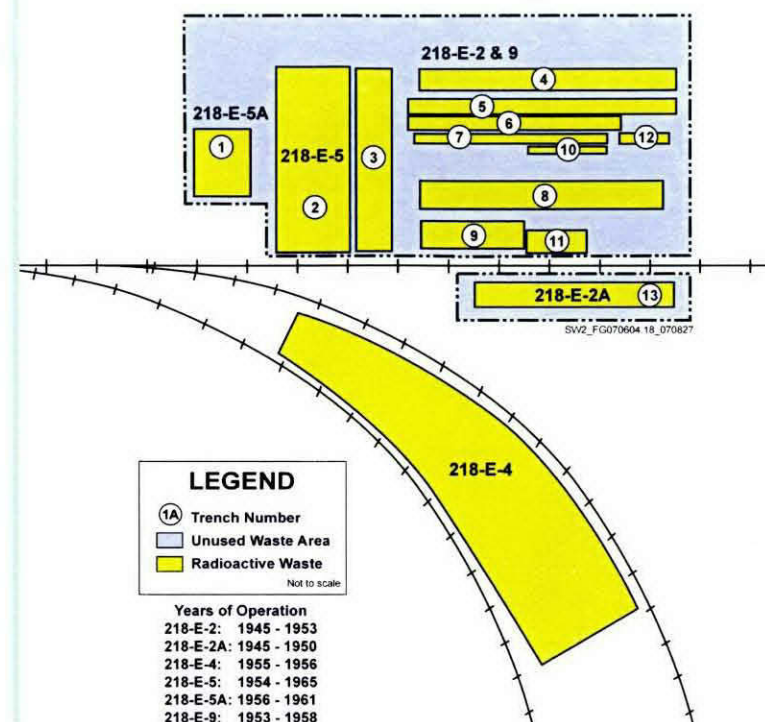 218-E-2 & 9
4
218-E-5A
5
6
7
12
1
218-E-5
3
10
2
8
9
11
218-E-2A
13
SW2_FG070604.18_070827
218-E-4
LEGEND
1A Trench Number
Unused Waste Area
Radioactive Waste
Not to scale
Years of Operation
218-E-2: 1945 - 1953
218-E-2A: 1945 - 1950
218-E-4: 1955 - 1956
218-E-5: 1954 - 1965
218-E-5A: 1956 - 1961
218-E-9: 1953 - 1958